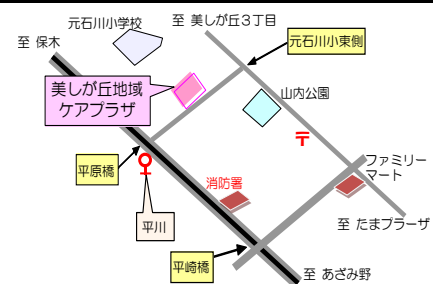 至 美しが丘3丁目
元石川小学校
至 保木
元石川小東側
美しが丘地域
ケアプラザ
山内公園
〒
ファミリー
マート
平原橋
消防署
平川
至 たまプラーザ
平崎橋
至 あざみ野